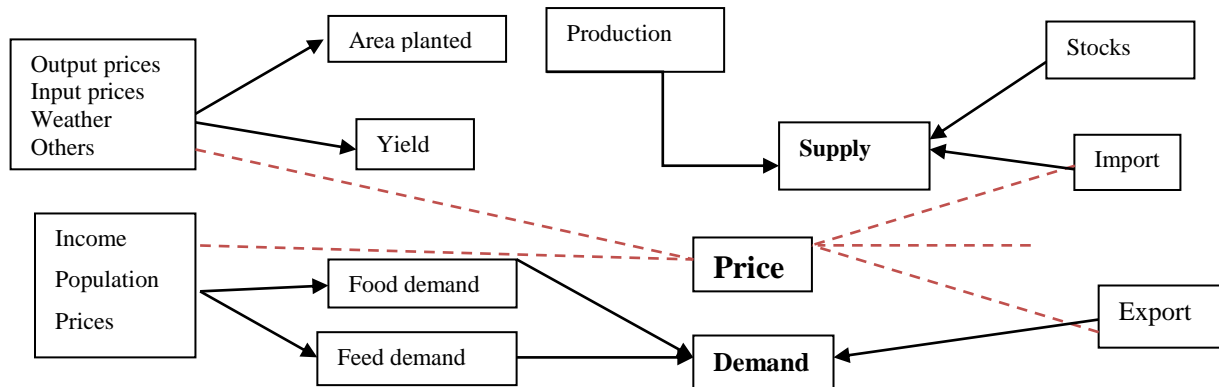 Output prices
Input prices
Weather
Others
Area planted
Yield
Production
Supply
Stocks
Import
Income
Population
Prices
Food demand
Feed demand
Price
Demand
Export